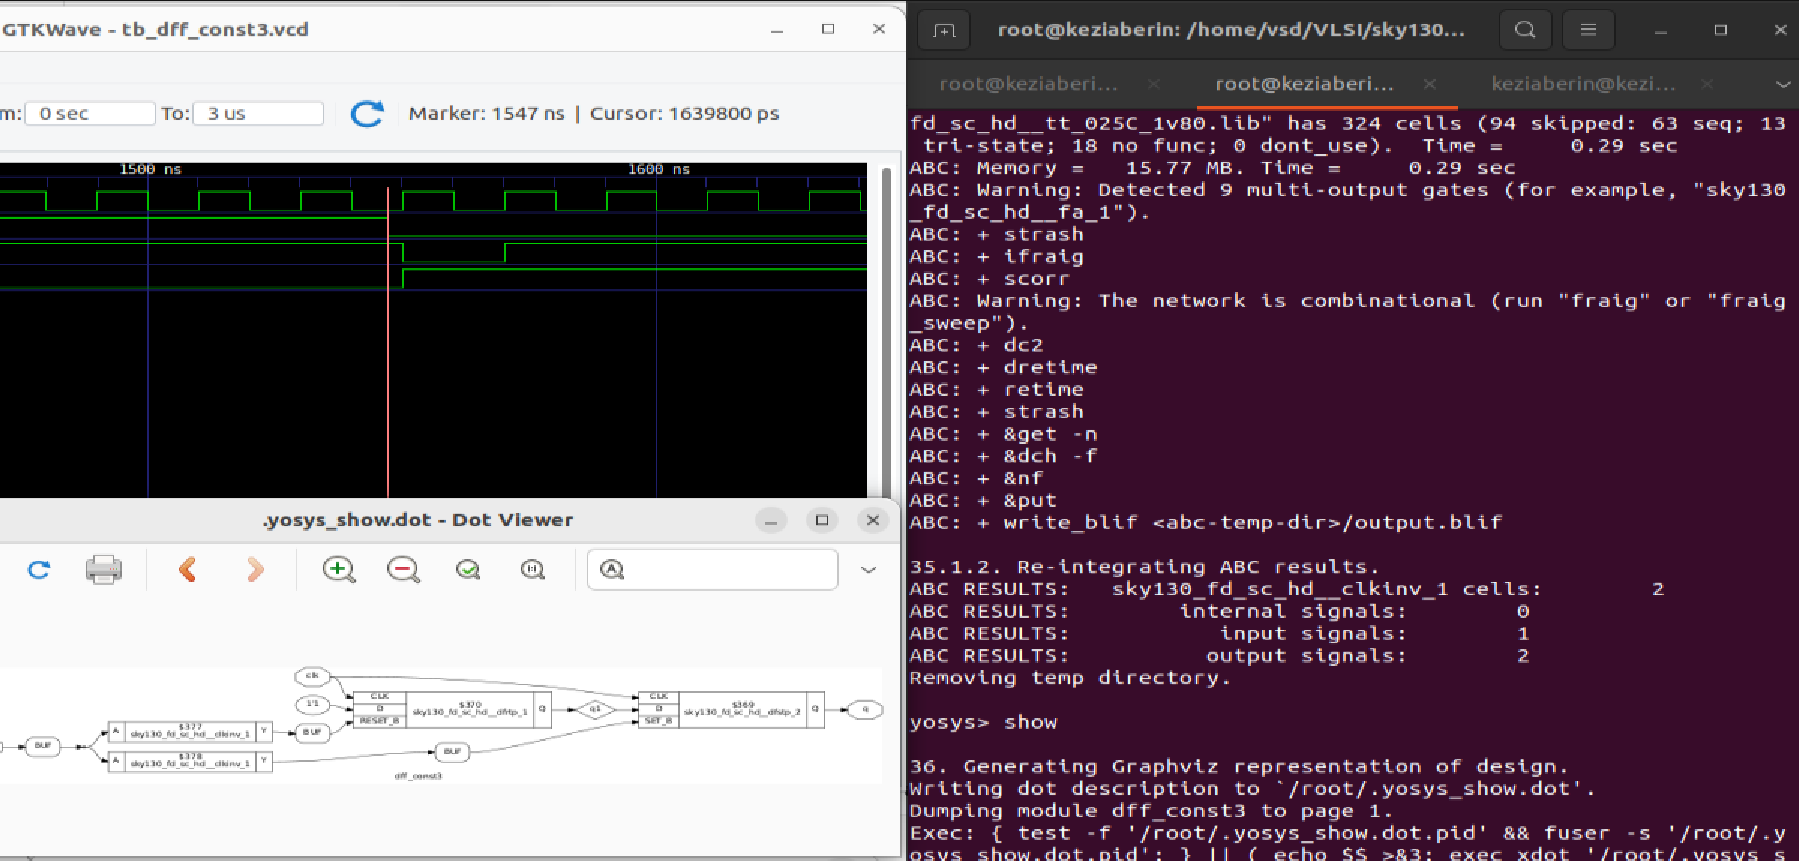 GTKWave - tb_dff_const3.vcd
m: 0 sec To: 3 us Marker: 1547 ns | Cursor: 1639800 ps
1500 ns 1600 ns
.yosys_show.dot - Dot Viewer
clk
1'1
CLK
D
RESET_B
$370
sky130_fd_sc_hd__dfrtp_1
Q
q1
CLK
D
SET_B
$369
sky130_fd_sc_hd__dfstp_2
Q
q
BUF
A
$377
sky130_fd_sc_hd__clkinv_1
Y
BUF
A
$378
sky130_fd_sc_hd__clkinv_1
Y
BUF
dff_const3
root@keziaberin: /home/vsd/VLSI/sky130...
root@keziaberi... root@keziaberi... keziaberin@kezi...
fd_sc_hd__tt_025C_1v80.lib" has 324 cells (94 skipped: 63 seq; 13
tri-state; 18 no func; 0 dont_use).  Time =     0.29 sec
ABC: Memory =   15.77 MB. Time =     0.29 sec
ABC: Warning: Detected 9 multi-output gates (for example, "sky130
_fd_sc_hd__fa_1").
ABC: + strash
ABC: + ifraig
ABC: + scorr
ABC: Warning: The network is combinational (run "fraig" or "fraig
_sweep").
ABC: + dc2
ABC: + dretime
ABC: + retime
ABC: + strash
ABC: + &get -n
ABC: + &dch -f
ABC: + &nf
ABC: + &put
ABC: + write_blif <abc-temp-dir>/output.blif
35.1.2. Re-integrating ABC results.
ABC RESULTS:   sky130_fd_sc_hd__clkinv_1 cells:        2
ABC RESULTS:        internal signals:        0
ABC RESULTS:           input signals:        1
ABC RESULTS:          output signals:        2
Removing temp directory.
yosys> show
36. Generating Graphviz representation of design.
Writing dot description to `/root/.yosys_show.dot'.
Dumping module dff_const3 to page 1.
Exec: { test -f '/root/.yosys_show.dot.pid' && fuser -s '/root/.y
osys_show.dot.pid'; } || ( echo $$ >&3; exec xdot '/root/.yosys_s